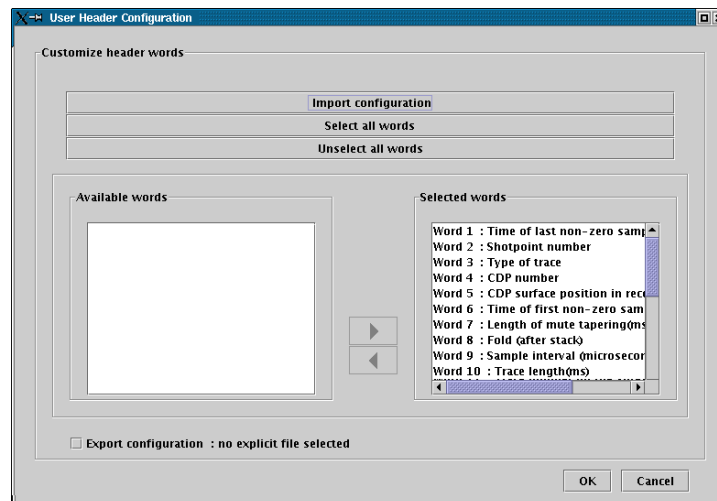 User Header Configuration
Customize header words
Import configuration
Select all words
Unselect all words
Available words
Selected words
Word 1 : Time of last non-zero samp
Word 2 : Shotpoint number
Word 3 : Type of trace
Word 4 : CDP number
Word 5 : CDP surface position in reco
Word 6 : Time of first non-zero sam
Word 7 : Length of mute tapering(ms
Word 8 : Fold (after stack)
Word 9 : Sample interval (microsecor
Word 10 : Trace length(ms)
Export configuration : no explicit file selected
OK Cancel